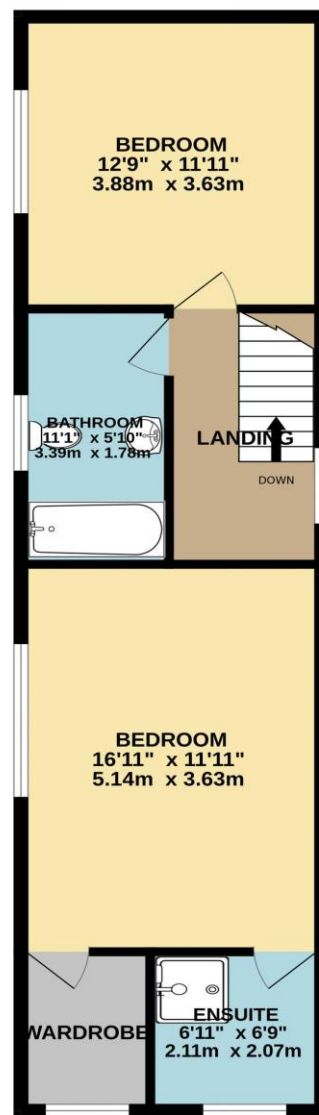 BEDROOM
12'9" x 11'11"
3.88m x 3.63m
BATHROOM
11'1" x 5'10"
3.39m x 1.78m
LANDING
DOWN
BEDROOM
16'11" x 11'11"
5.14m x 3.63m
WARDROBE
ENSUITE
6'11" x 6'9"
2.11m x 2.07m